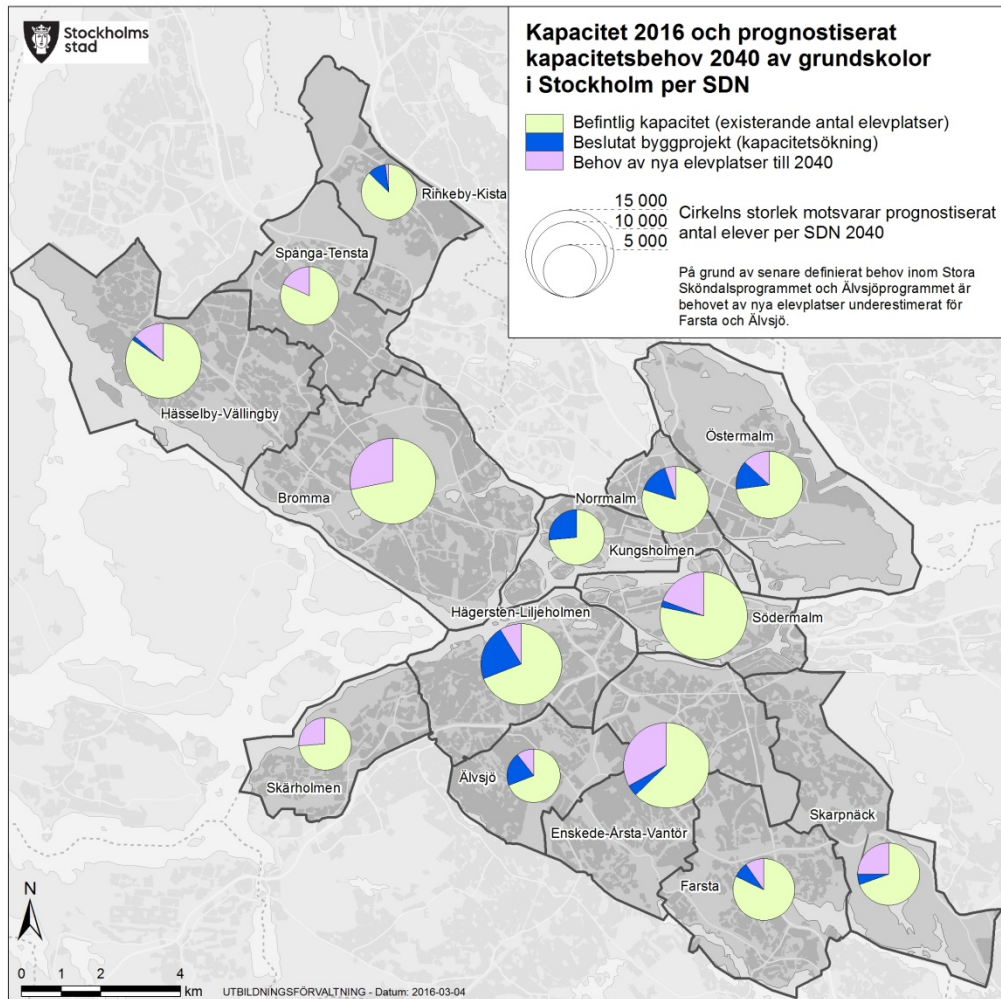 Stockholms
stad
Kapacitet 2016 och prognostiserat
kapacitetsbehov 2040 av grundskolor
i Stockholm per SDN
Befintlig kapacitet (existerande antal elevplatser)
Beslutat byggprojekt (kapacitetsökning)
Behov av nya elevplatser till 2040
15 000
10 000
5 000
Cirkelns storlek motsvarar prognostiserat
antal elever per SDN 2040
På grund av senare definierat behov inom Stora
Sköndalsprogrammet och Älvsjöprogrammet är
behovet av nya elevplatser underestimerat för
Farsta och Älvsjö.
Rinkeby-Kista
Spånga-Tensta
Hässelby-Vällingby
Bromma
Östermalm
Norrmalm
Kungsholmen
Hägersten-Liljeholmen
Södermalm
Skärholmen
Älvsjö
Enskede-Årsta-Vantör
Skarpnäck
Farsta
N
0 1 2 4
km
UTBILDNINGSFÖRVALTNING - Datum: 2016-03-04